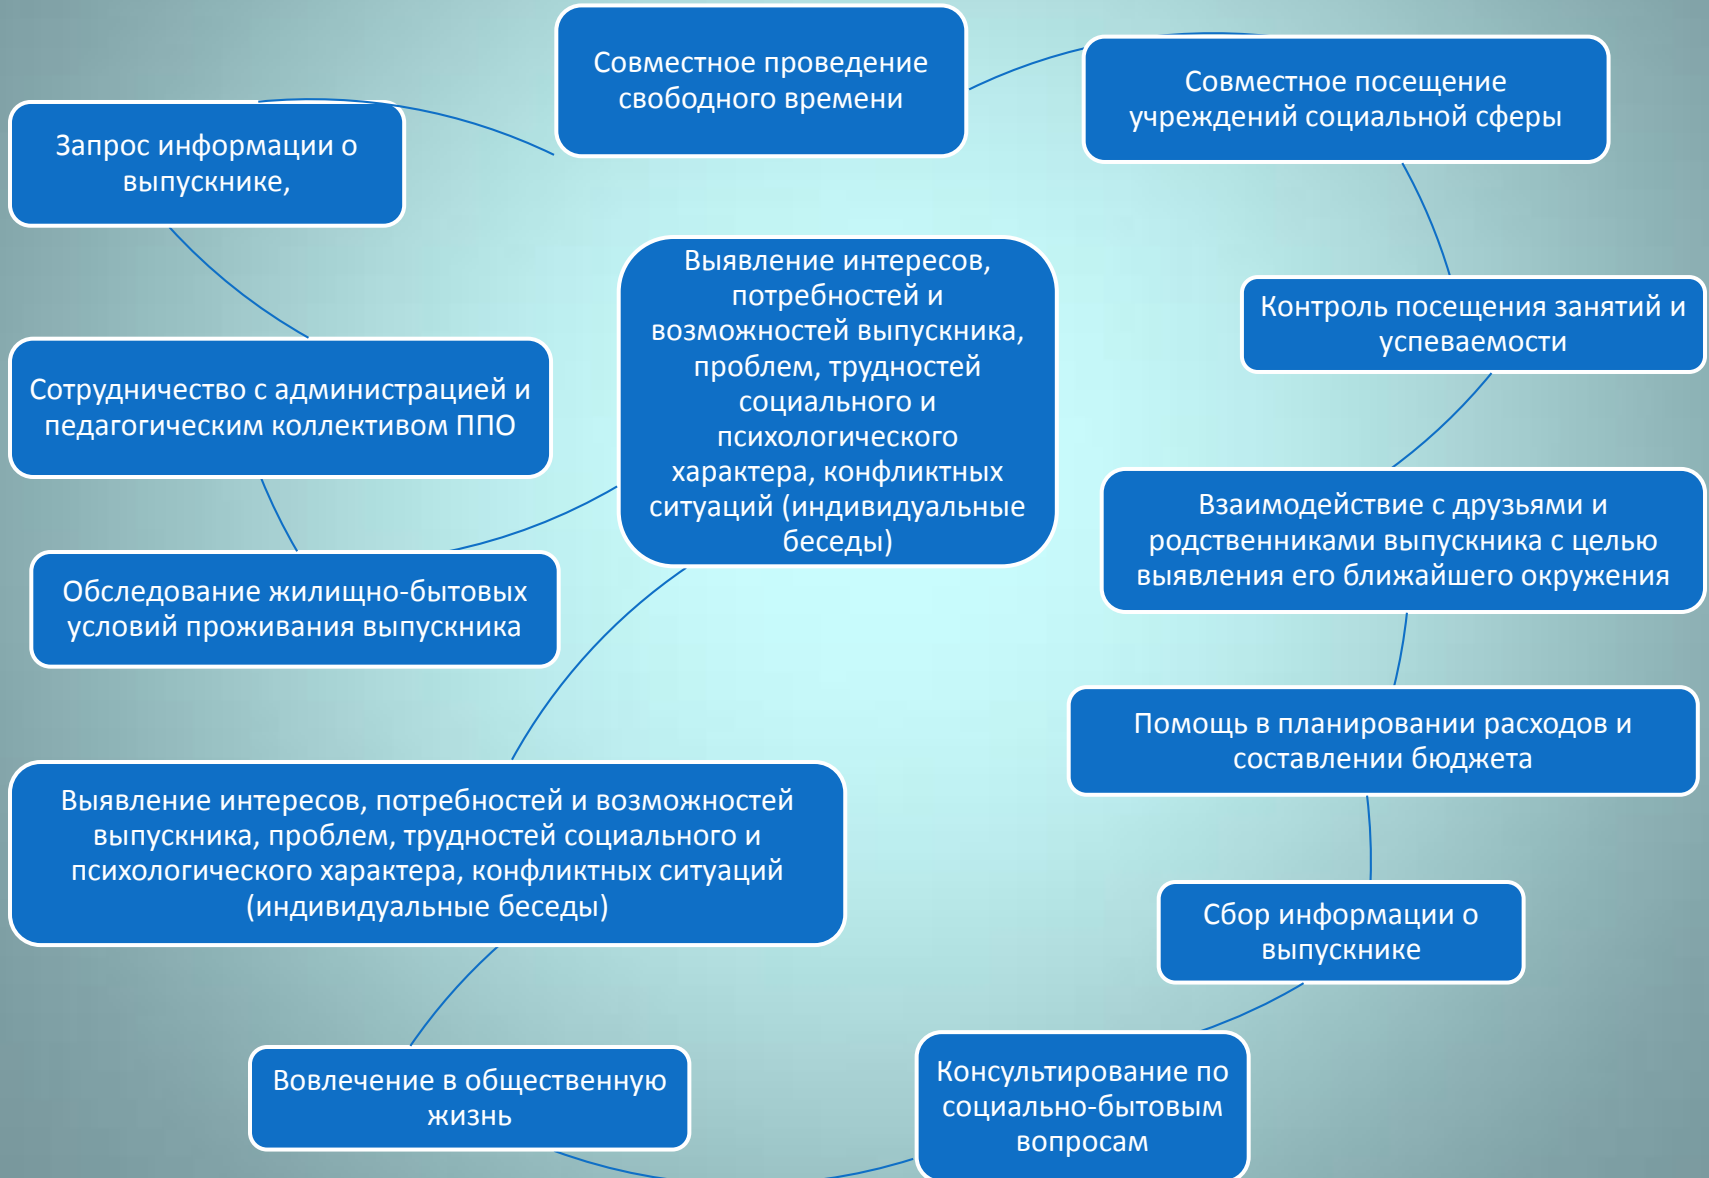 Совместное проведение
свободного времени
Совместное посещение
учреждений социальной сферы
Запрос информации о
выпускнике,
Выявление интересов,
потребностей и
возможностей выпускника,
проблем, трудностей
социального и
психологического
характера, конфликтных
ситуаций (индивидуальные
беседы)
Контроль посещения занятий и
успеваемости
Сотрудничество с администрацией и
педагогическим коллективом ППО
Взаимодействие с друзьями и
родственниками выпускника с целью
выявления его ближайшего окружения
Обследование жилищно-бытовых
условий проживания выпускника
Помощь в планировании расходов и
составлении бюджета
Выявление интересов, потребностей и возможностей
выпускника, проблем, трудностей социального и
психологического характера, конфликтных ситуаций
(индивидуальные беседы)
Сбор информации о
выпускнике
Вовлечение в общественную
жизнь
Консультирование по
социально-бытовым
вопросам